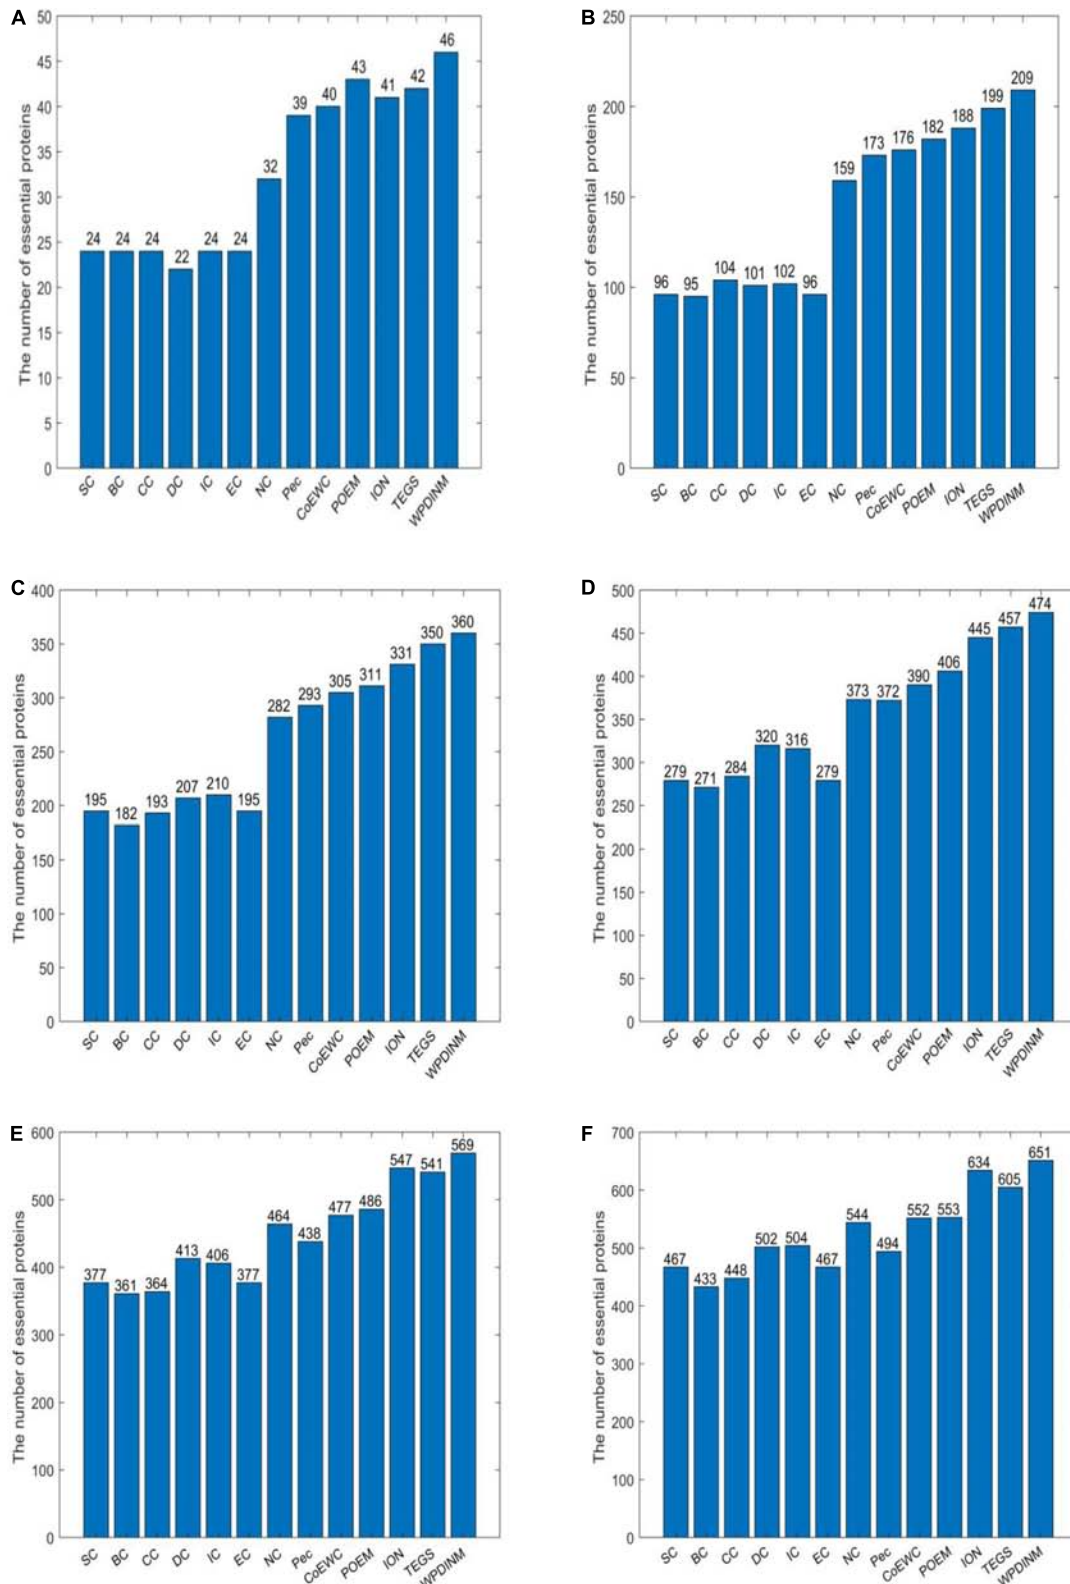 A
The number of essential proteins
50
45
40
35
30
25
20
15
10
5
0
24
24
24
22
24
24
32
39
40
43
41
42
46
SC
BC
CC
DC
IC
EC
NC
Pec
CoEWC
POEM
ION
TEGS
WPDINM
B
The number of essential proteins
250
200
150
100
50
0
96
95
104
101
102
96
159
173
176
182
188
199
209
SC
BC
CC
DC
IC
EC
NC
Pec
CoEWC
POEM
ION
TEGS
WPDINM
C
The number of essential proteins
400
350
300
250
200
150
100
50
0
195
182
193
207
210
195
282
293
305
311
331
350
360
SC
BC
CC
DC
IC
EC
NC
Pec
CoEWC
POEM
ION
TEGS
WPDINM
D
The number of essential proteins
500
450
400
350
300
250
200
150
100
50
0
279
271
284
320
316
279
373
372
390
406
445
457
474
SC
BC
CC
DC
IC
EC
NC
Pec
CoEWC
POEM
ION
TEGS
WPDINM
E
The number of essential proteins
600
500
400
300
200
100
0
377
361
364
413
406
377
464
438
477
486
547
541
569
SC
BC
CC
DC
IC
EC
NC
Pec
CoEWC
POEM
ION
TEGS
WPDINM
F
The number of essential proteins
700
600
500
400
300
200
100
0
467
433
448
502
504
467
544
494
552
553
634
605
651
SC
BC
CC
DC
IC
EC
NC
Pec
CoEWC
POEM
ION
TEGS
WPDINM